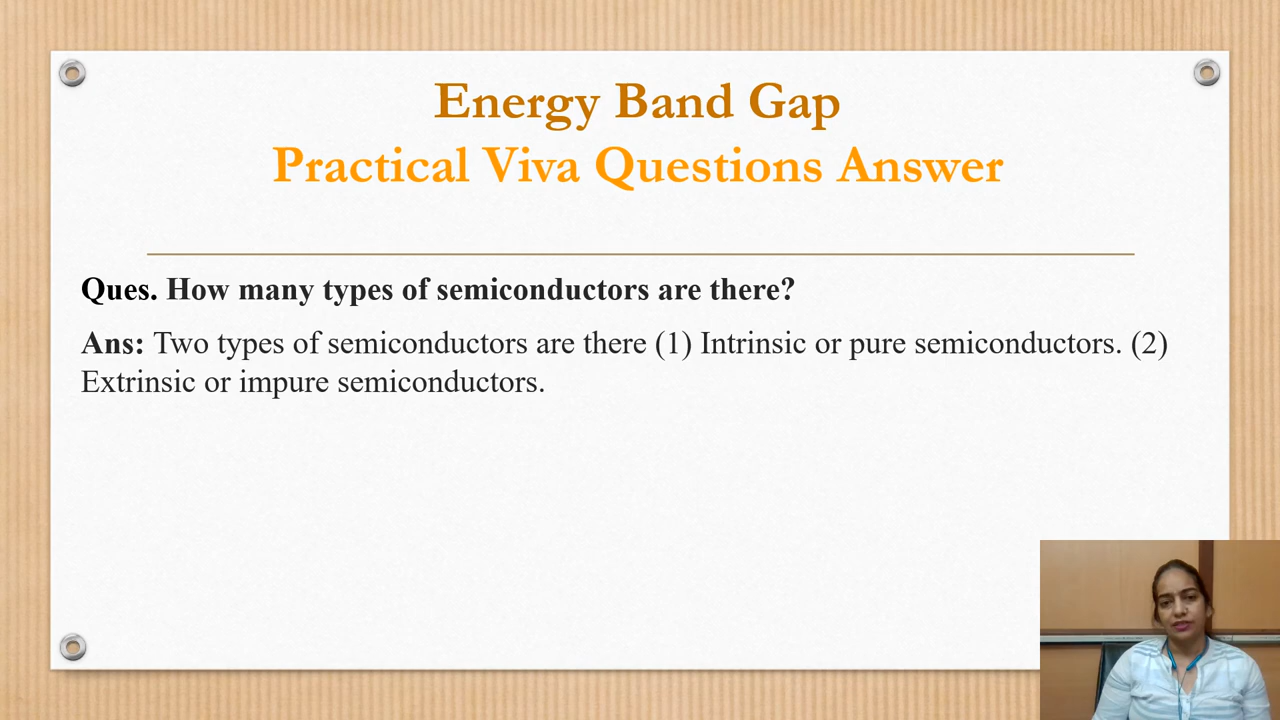 Energy Band Gap
Practical Viva Questions Answer
Ques. How many types of semiconductors are there?
Ans: Two types of semiconductors are there (1) Intrinsic or pure semiconductors. (2)
Extrinsic or impure semiconductors.